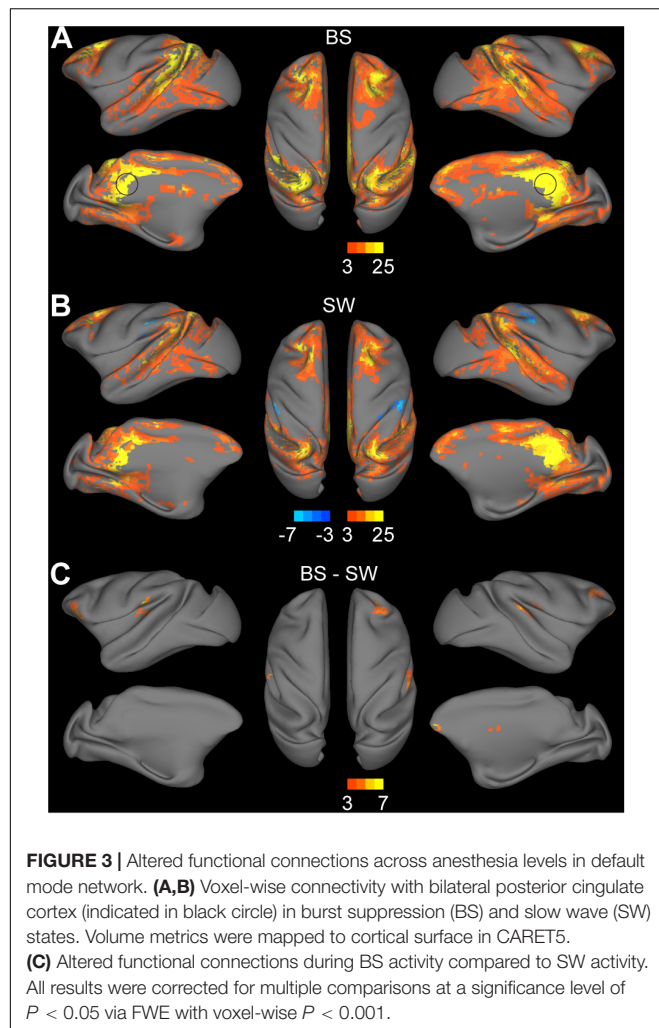 A
BS
3 25
B
SW
-7 -3 3 25
C
BS - SW
3 7
FIGURE 3 | Altered functional connections across anesthesia levels in default
mode network. (A,B) Voxel-wise connectivity with bilateral posterior cingulate
cortex (indicated in black circle) in burst suppression (BS) and slow wave (SW)
states. Volume metrics were mapped to cortical surface in CARET5.
(C) Altered functional connections during BS activity compared to SW activity.
All results were corrected for multiple comparisons at a significance level of
P < 0.05 via FWE with voxel-wise P < 0.001.